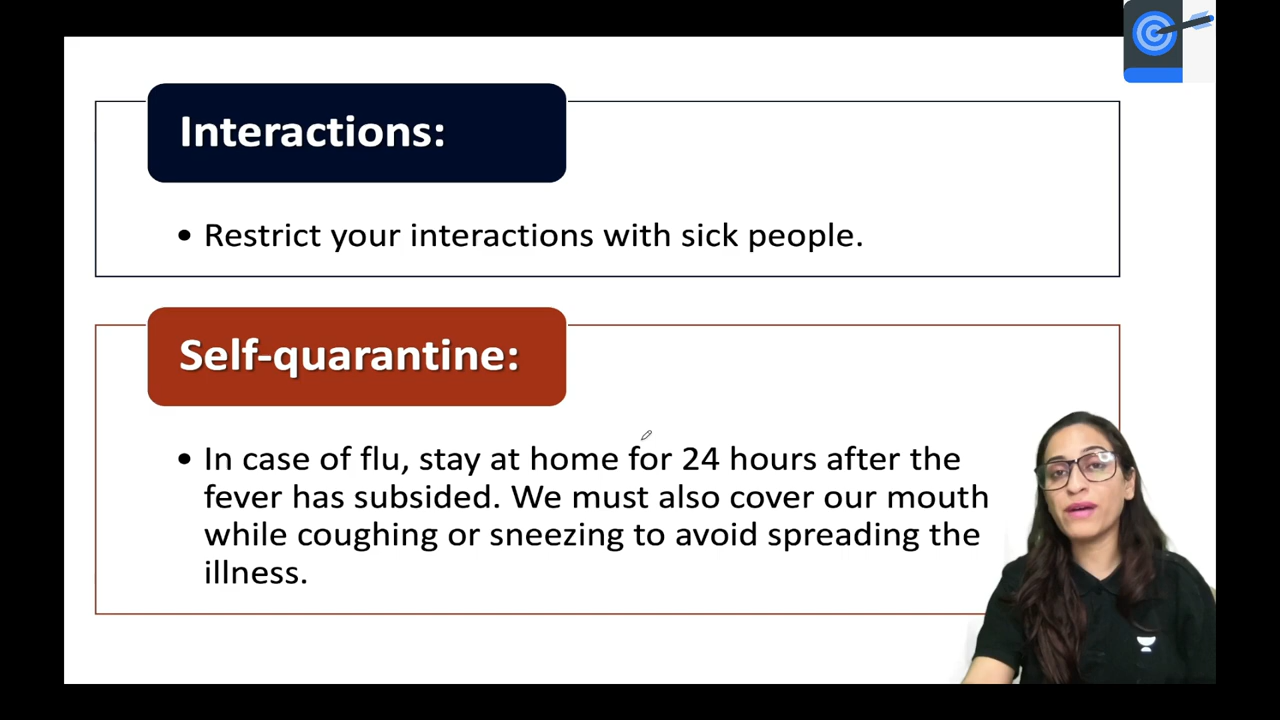 Interactions:
• Restrict your interactions with sick people.
Self-quarantine:
• In case of flu, stay at home for 24 hours after the
fever has subsided. We must also cover our mouth
while coughing or sneezing to avoid spreading the
illness.